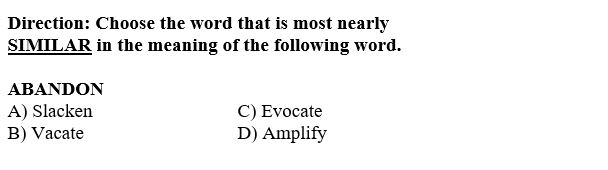 Direction: Choose the word that is most nearly
SIMILAR in the meaning of the following word.
ABANDON
A) Slacken C) Evocate
B) Vacate D) Amplify